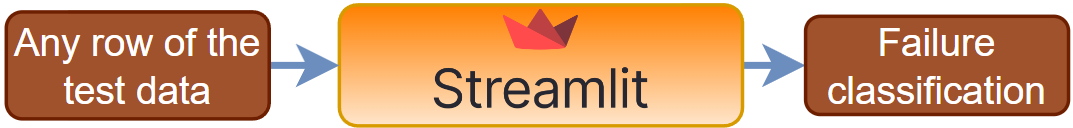 Any row of the
test data
Streamlit
Failure
classification